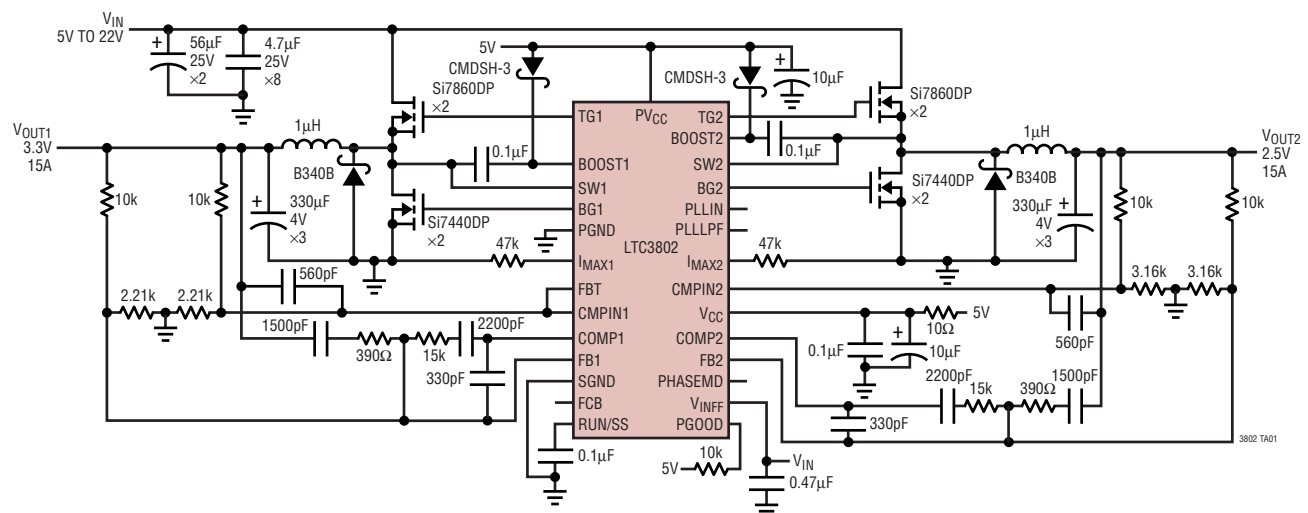 V_IN
5V TO 22V
56µF
25V
×2
4.7µF
25V
×8
5V
CMDSH-3
CMDSH-3
10µF
Si7860DP
×2
Si7860DP
×2
V_OUT1
3.3V
15A
1µH
B340B
0.1µF
0.1µF
1µH
V_OUT2
2.5V
15A
B340B
10k
10k
330µF
4V
×3
Si7440DP
×2
Si7440DP
×2
330µF
4V
×3
10k
10k
TG1
BOOST1
SW1
BG1
PGND
I_MAX1
FBT
CMPIN1
COMP1
FB1
SGND
FCB
RUN/SS
PV_CC
LTC3802
TG2
BOOST2
SW2
BG2
PLLIN
PLLLPF
I_MAX2
CMPIN2
V_CC
COMP2
FB2
PHASEMD
V_INFF
PGOOD
47k
47k
560pF
2.21k
2.21k
1500pF
390Ω
15k
2200pF
330pF
0.1µF
3.16k
3.16k
560pF
10Ω
5V
0.1µF
10µF
2200pF
15k
390Ω
1500pF
330pF
5V
10k
V_IN
0.47µF
3802 TA01